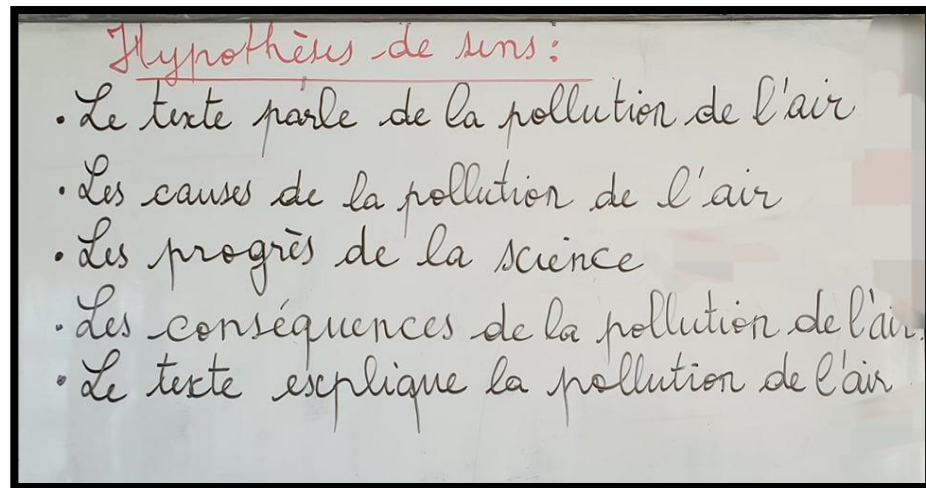 Hypothèses de sens :
. Le texte parle de la pollution de l'air
. Les causes de la pollution de l'air
. Les progrès de la science
. Les conséquences de la pollution de l'air.
. Le texte explique la pollution de l'air